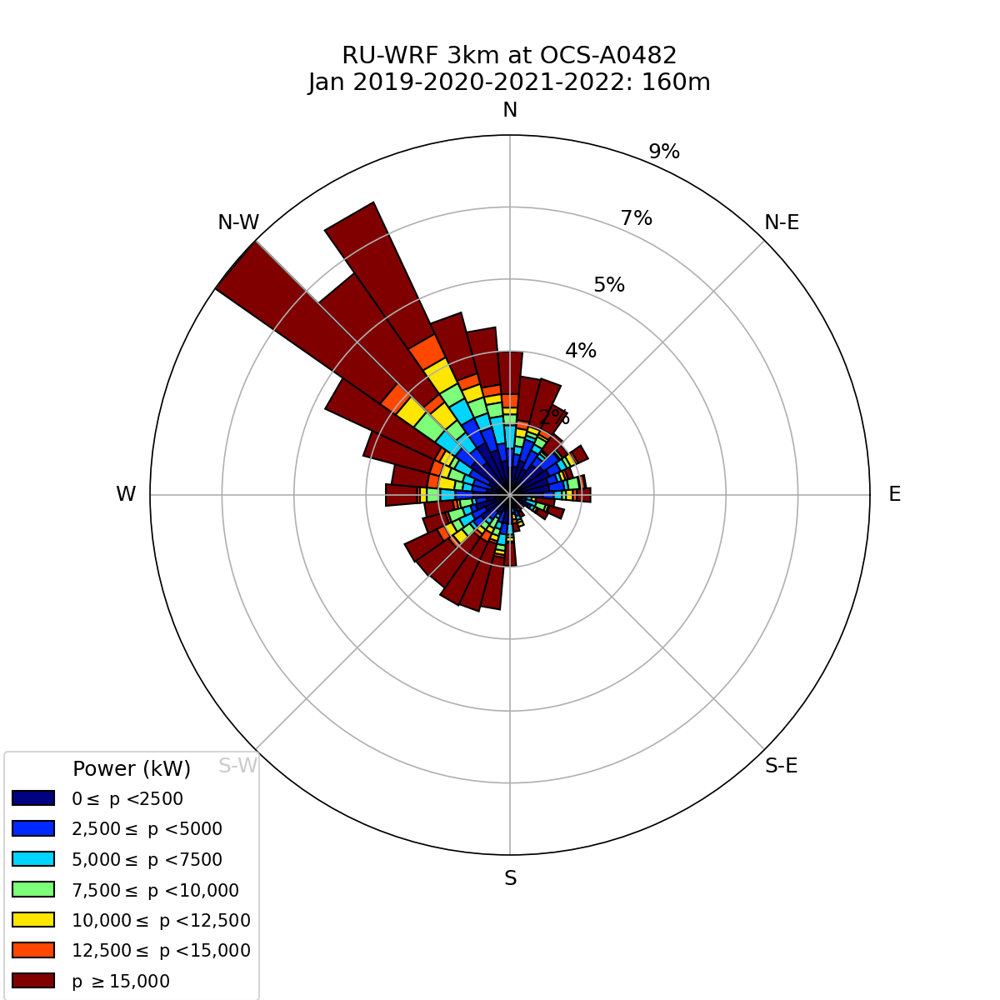 RU-WRF 3km at OCS-A0482
Jan 2019-2020-2021-2022: 160m
N
9%
N-W
7%
N-E
5%
4%
2%
W
E
S-W
S-E
S
Power (kW)
0≤ p <2500
2,500≤ p <5000
5,000≤ p <7500
7,500≤ p <10,000
10,000≤ p <12,500
12,500≤ p <15,000
p ≥15,000